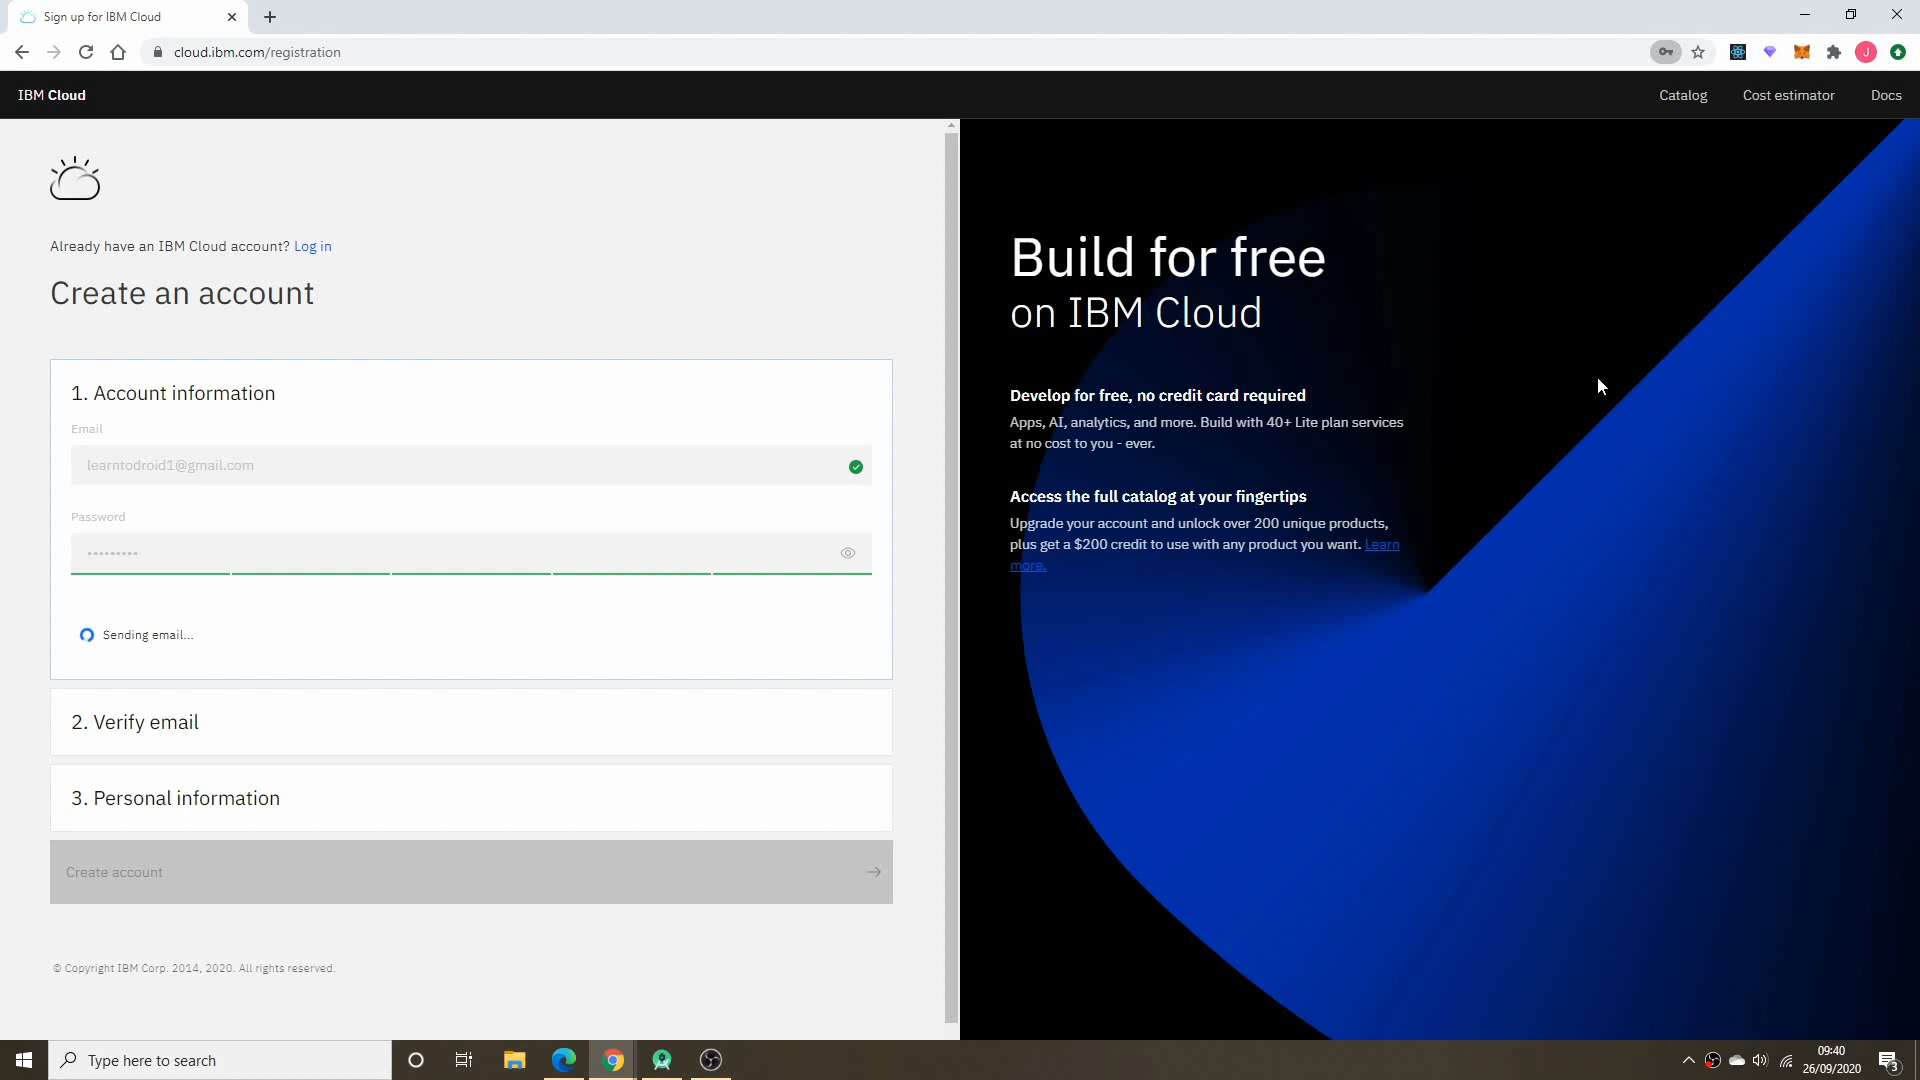 Sign up for IBM Cloud
cloud.ibm.com/registration
J
IBM Cloud
Catalog
Cost estimator
Docs
Already have an IBM Cloud account? Log in
Create an account
1. Account information
Email
learntodroid1@gmail.com
Password
•••••••••
Sending email...
2. Verify email
3. Personal information
Create account
© Copyright IBM Corp. 2014, 2020. All rights reserved.
Build for free
on IBM Cloud
Develop for free, no credit card required
Apps, AI, analytics, and more. Build with 40+ Lite plan services
at no cost to you - ever.
Access the full catalog at your fingertips
Upgrade your account and unlock over 200 unique products,
plus get a $200 credit to use with any product you want. Learn
more.
Type here to search
09:40
26/09/2020
3